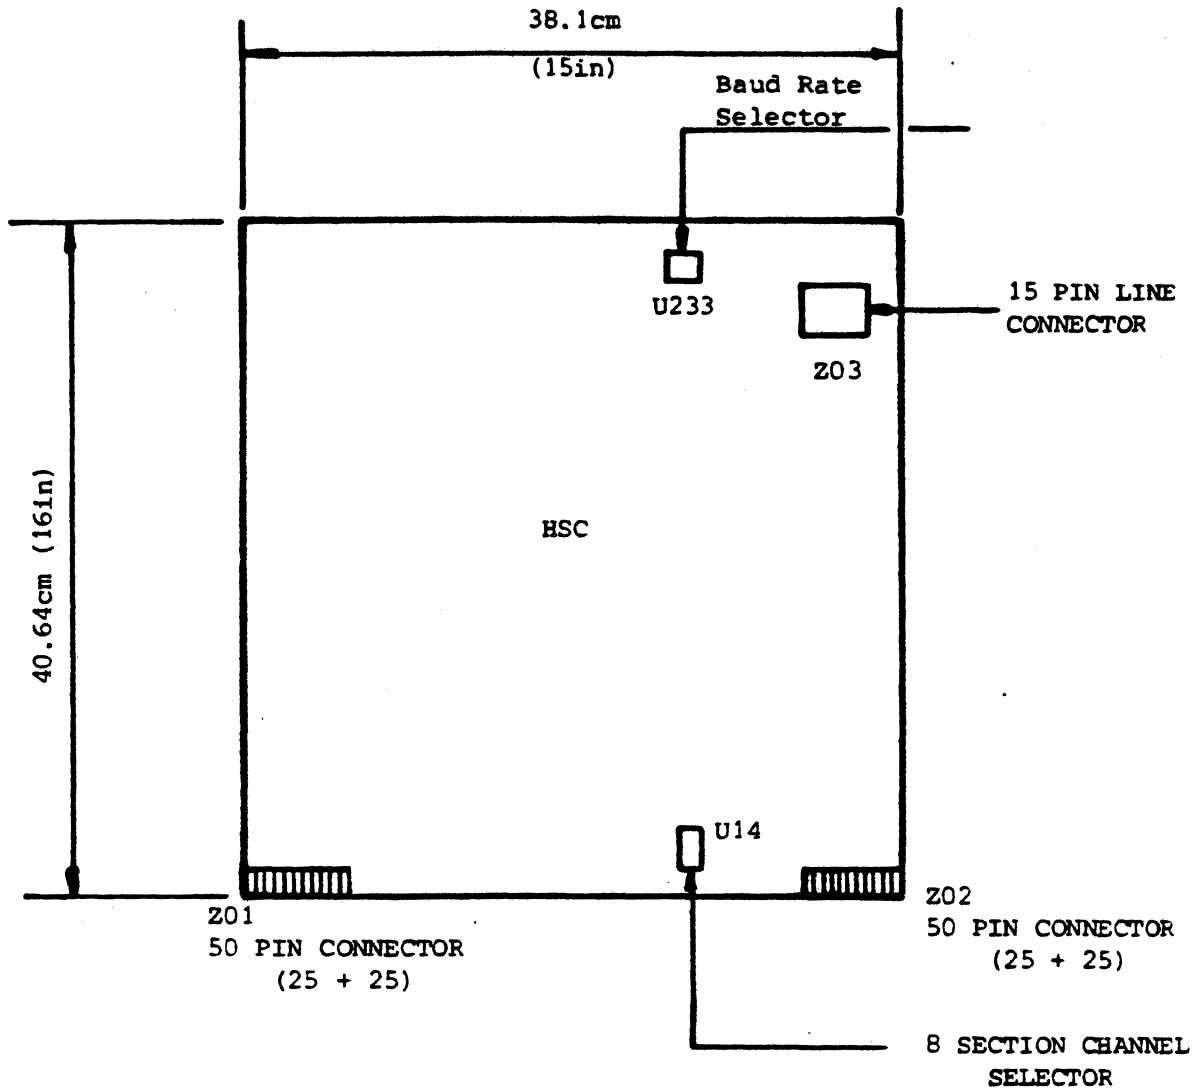 38.1cm
(15in)
Baud Rate
Selector
U233
15 PIN LINE
CONNECTOR
Z03
40.64cm (16in)
HSC
U14
Z01
50 PIN CONNECTOR
(25 + 25)
Z02
50 PIN CONNECTOR
(25 + 25)
8 SECTION CHANNEL
SELECTOR